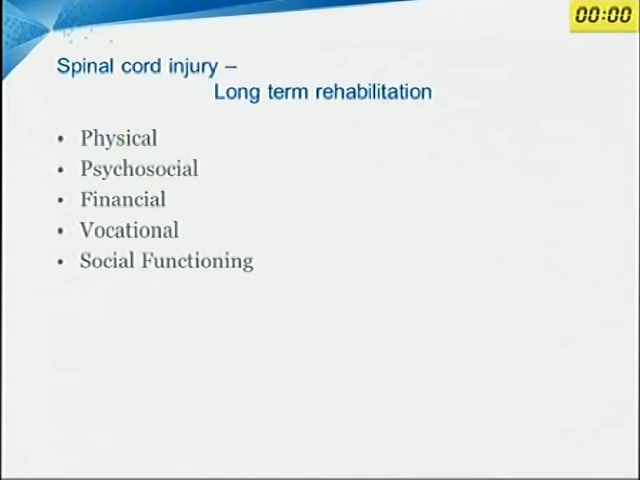 00:00
Spinal cord injury –
Long term rehabilitation
• Physical
• Psychosocial
• Financial
• Vocational
• Social Functioning